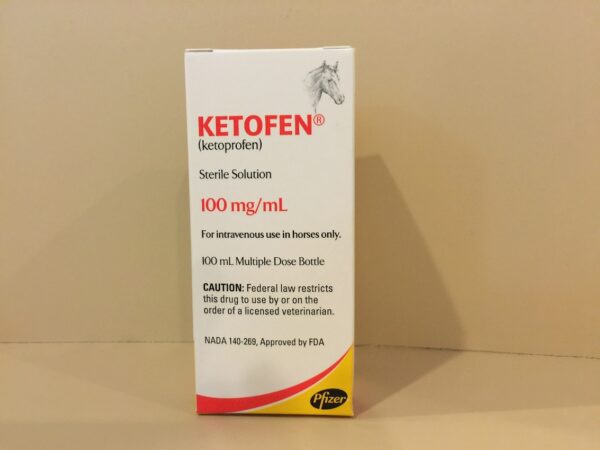 KETOFEN®
(ketoprofen)
Sterile Solution
100 mg/mL
For intravenous use in horses only.
100 mL Multiple Dose Bottle
CAUTION: Federal law restricts
this drug to use by or on the
order of a licensed veterinarian.
NADA 140-269, Approved by FDA
Pfizer